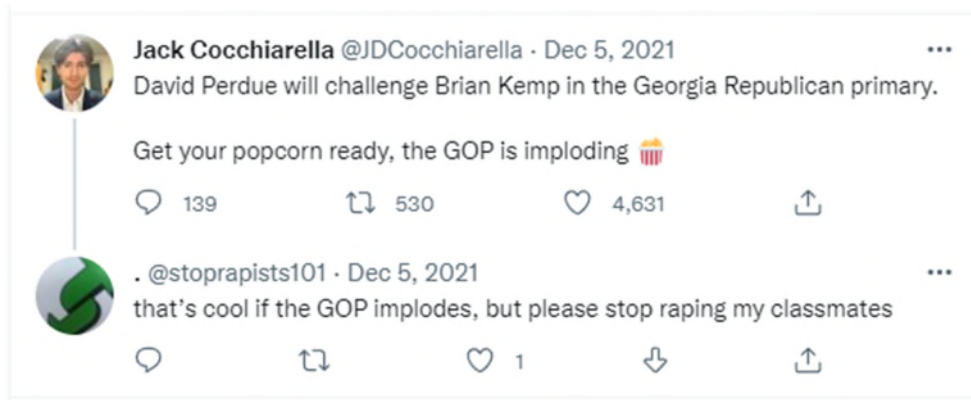 Jack Cocchiarella @JDCocchiarella · Dec 5, 2021
David Perdue will challenge Brian Kemp in the Georgia Republican primary.
Get your popcorn ready, the GOP is imploding 🍿
139 530 4,631
. @stoprapists101 · Dec 5, 2021
that's cool if the GOP implodes, but please stop raping my classmates
1